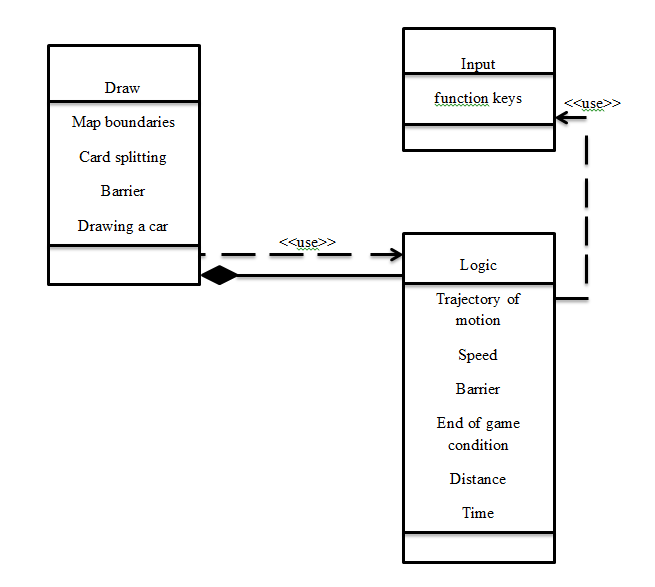 Draw
Map boundaries
Card splitting
Barrier
Drawing a car
Input
function keys
<<use>>
<<use>>
Logic
Trajectory of
motion
Speed
Barrier
End of game
condition
Distance
Time